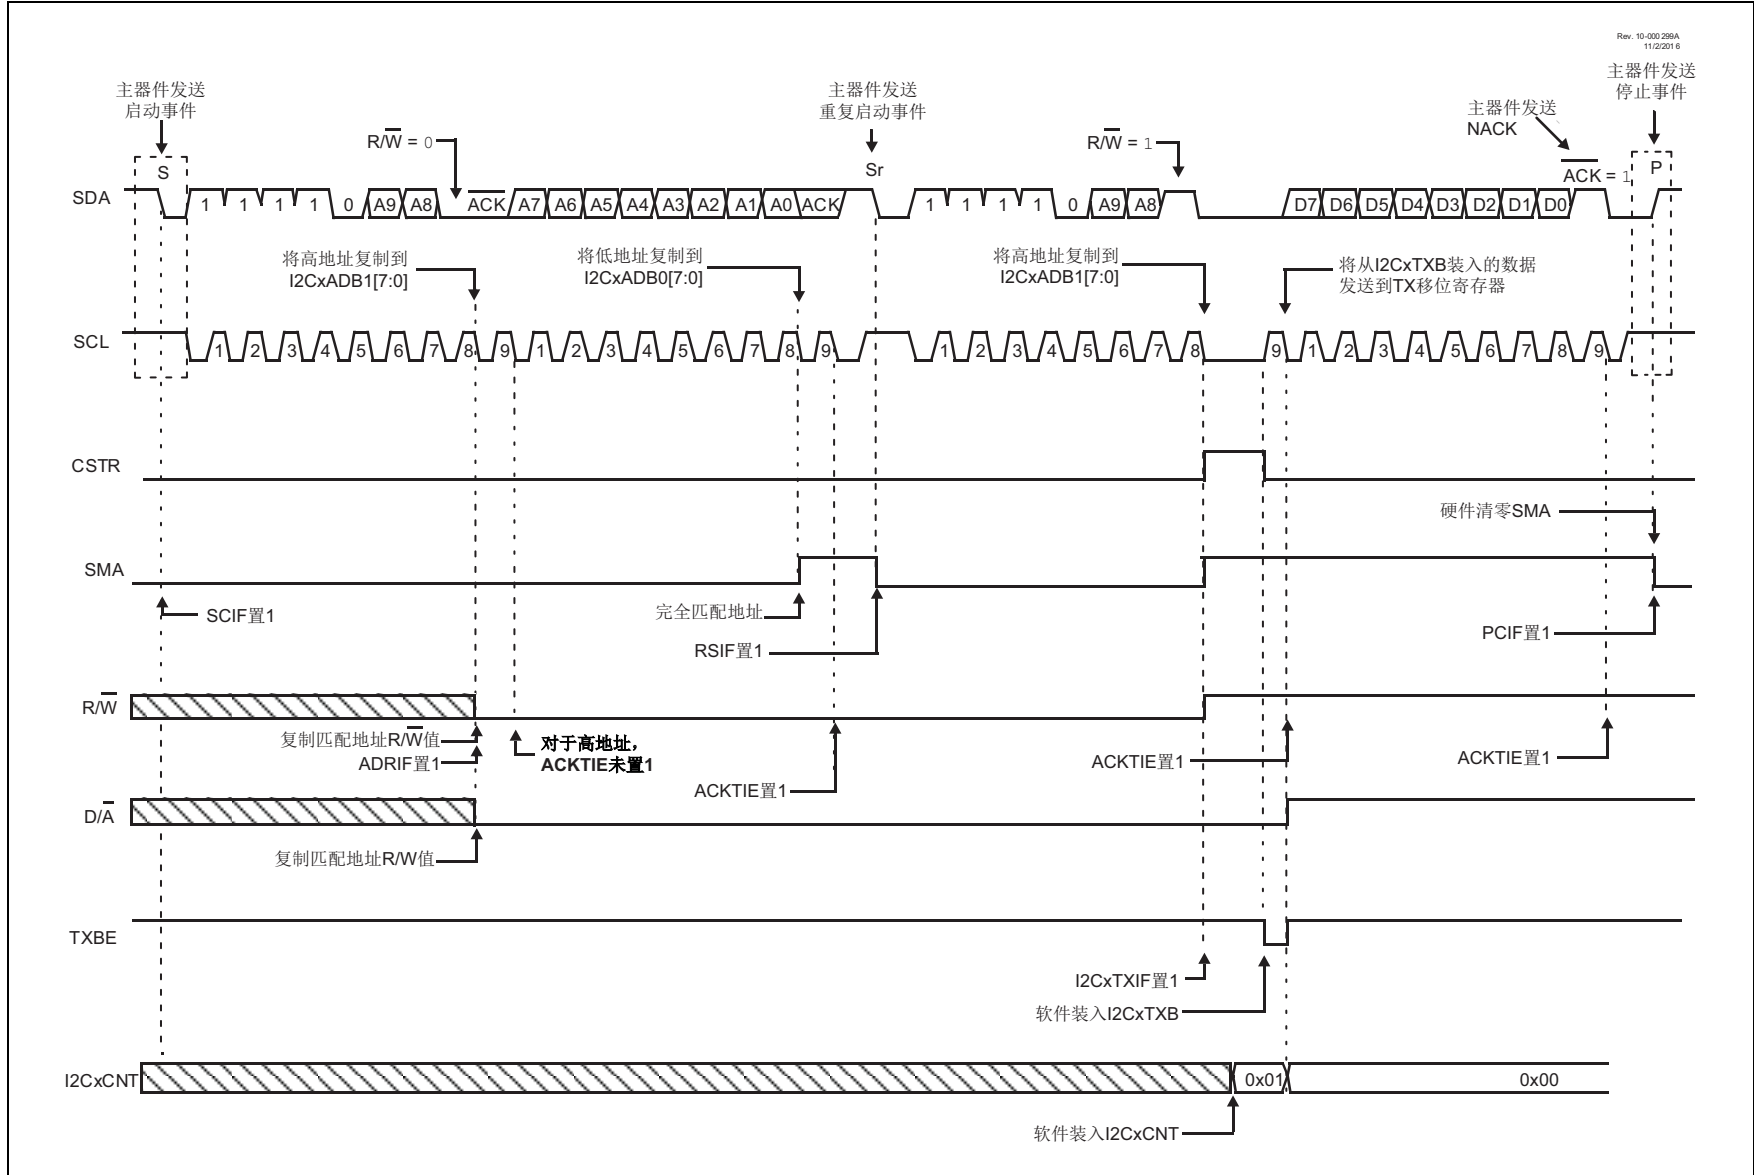 Rev. 10-000 299A
11/2/201 6
主器件发送
启动事件
主器件发送
重复启动事件
主器件发送
停止事件
主器件发送
NACK
R/W = 0
R/W = 1
S
Sr
ACK = 1
P
SDA
1 1 1 1 0 A9 A8 ACK A7 A6 A5 A4 A3 A2 A1 A0 ACK 1 1 1 1 0 A9 A8 D7 D6 D5 D4 D3 D2 D1 D0
将高地址复制到
I2CxADB1[7:0]
将低地址复制到
I2CxADB0[7:0]
将高地址复制到
I2CxADB1[7:0]
将从I2CxTXB装入的数据
发送到TX移位寄存器
SCL
1 2 3 4 5 6 7 8 9 1 2 3 4 5 6 7 8 9 1 2 3 4 5 6 7 8 9 1 2 3 4 5 6 7 8 9
CSTR
硬件清零SMA
SMA
SCIF置1
完全匹配地址
RSIF置1
PCIF置1
R/W
复制匹配地址R/W值
ADRIF置1
对于高地址，
ACKTIE未置1
ACKTIE置1
ACKTIE置1
ACKTIE置1
D/A
复制匹配地址R/W值
TXBE
I2CxTXIF置1
软件装入I2CxTXB
I2CxCNT
0x01
0x00
软件装入I2CxCNT